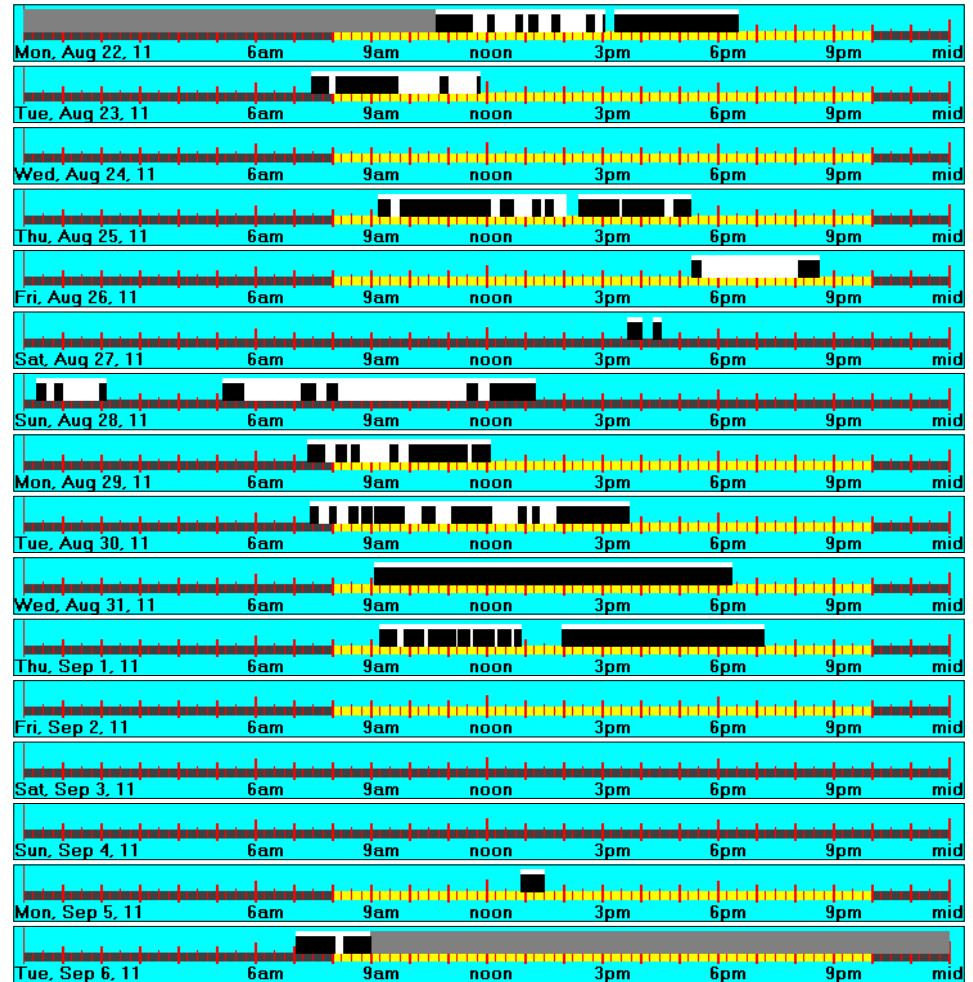 Mon, Aug 22, 11 6am 9am noon 3pm 6pm 9pm mid
Tue, Aug 23, 11 6am 9am noon 3pm 6pm 9pm mid
Wed, Aug 24, 11 6am 9am noon 3pm 6pm 9pm mid
Thu, Aug 25, 11 6am 9am noon 3pm 6pm 9pm mid
Fri, Aug 26, 11 6am 9am noon 3pm 6pm 9pm mid
Sat, Aug 27, 11 6am 9am noon 3pm 6pm 9pm mid
Sun, Aug 28, 11 6am 9am noon 3pm 6pm 9pm mid
Mon, Aug 29, 11 6am 9am noon 3pm 6pm 9pm mid
Tue, Aug 30, 11 6am 9am noon 3pm 6pm 9pm mid
Wed, Aug 31, 11 6am 9am noon 3pm 6pm 9pm mid
Thu, Sep 1, 11 6am 9am noon 3pm 6pm 9pm mid
Fri, Sep 2, 11 6am 9am noon 3pm 6pm 9pm mid
Sat, Sep 3, 11 6am 9am noon 3pm 6pm 9pm mid
Sun, Sep 4, 11 6am 9am noon 3pm 6pm 9pm mid
Mon, Sep 5, 11 6am 9am noon 3pm 6pm 9pm mid
Tue, Sep 6, 11 6am 9am noon 3pm 6pm 9pm mid